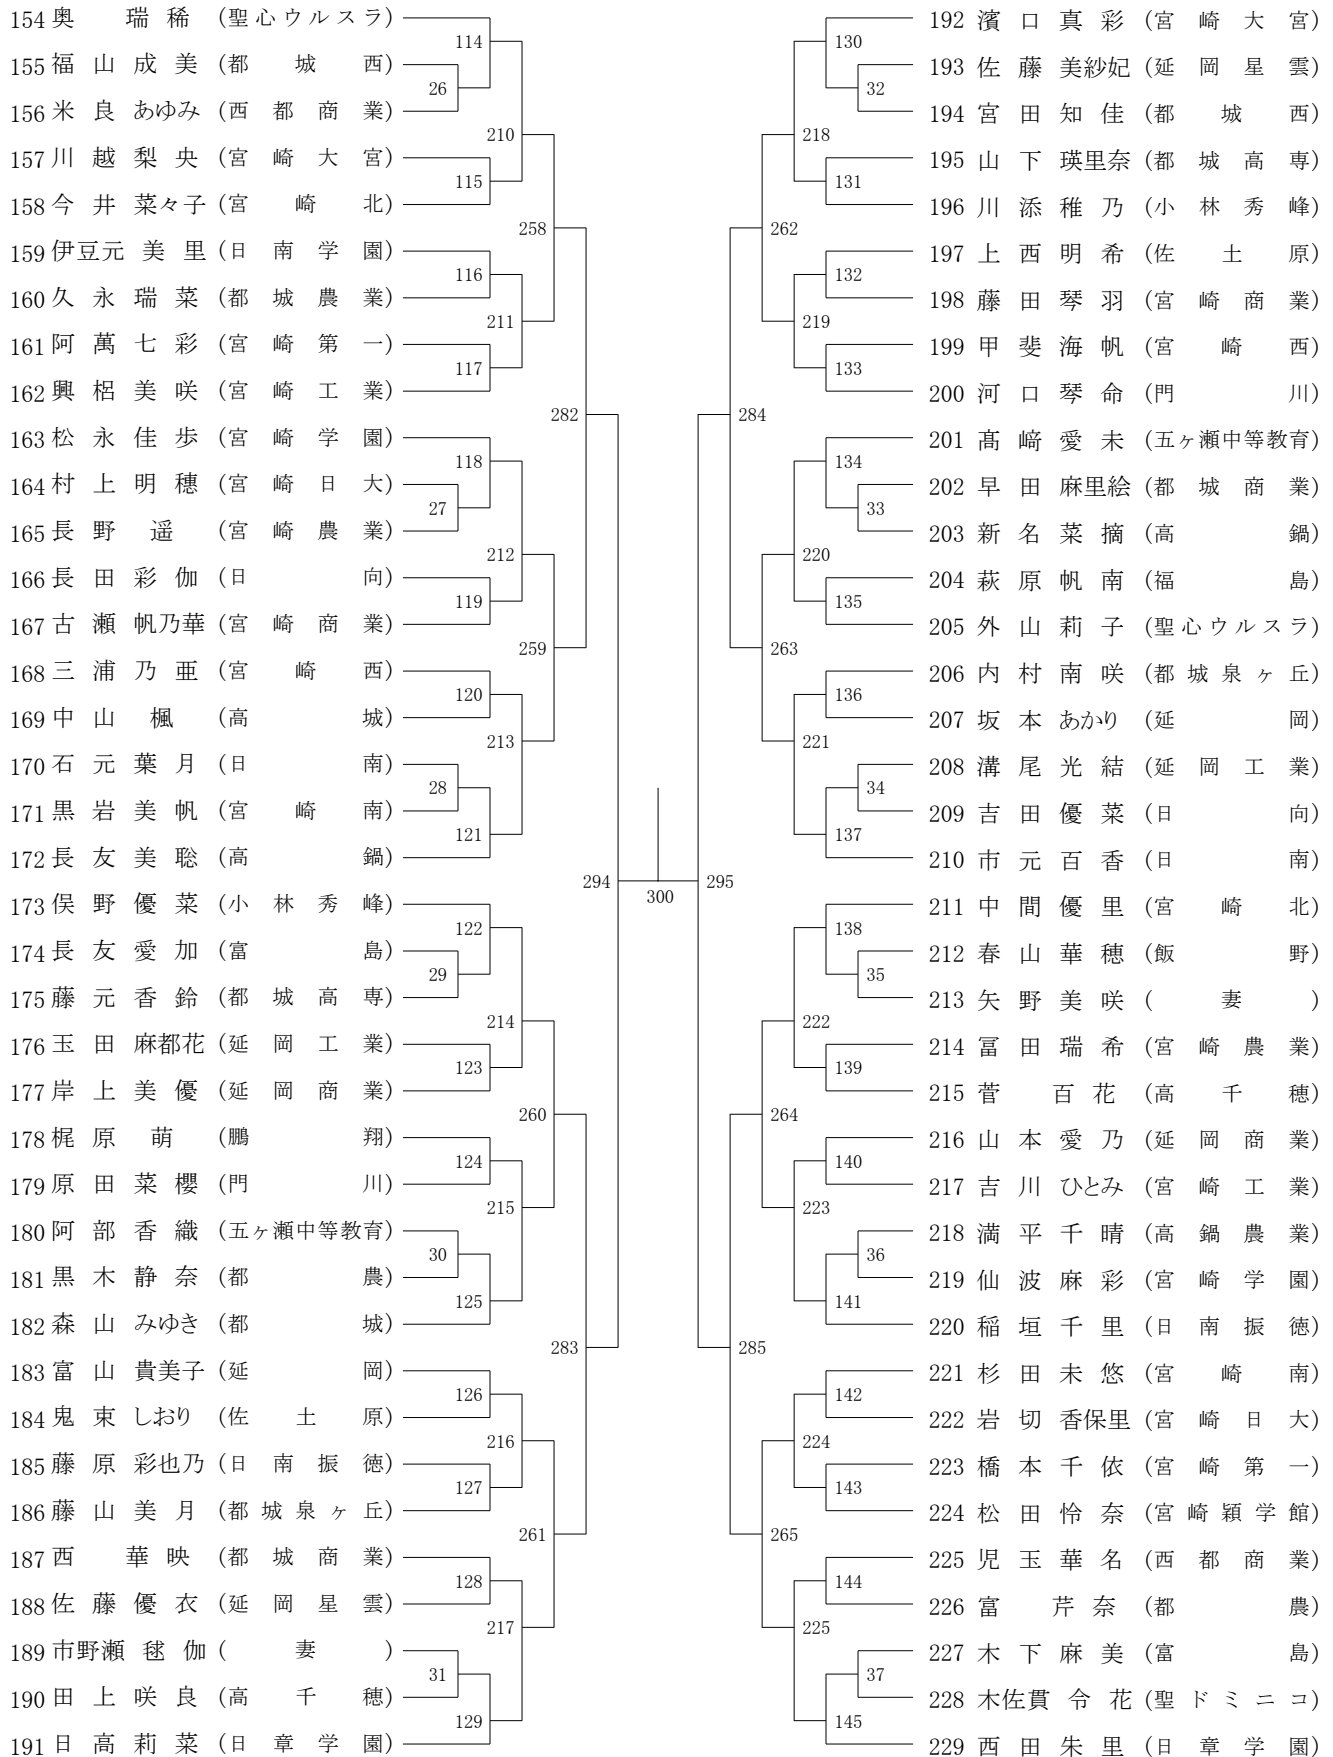 154 奥　瑞稀 (聖心ウルスラ)
114
155 福山成美 (都城西)
26
156 米良あゆみ (西都商業)
210
157 川越梨央 (宮崎大宮)
115
158 今井菜々子 (宮崎北)
258
159 伊豆元美里 (日南学園)
116
160 久永瑞菜 (都城農業)
211
161 阿萬七彩 (宮崎第一)
117
162 興梠美咲 (宮崎工業)
282
163 松永佳歩 (宮崎学園)
118
164 村上明穂 (宮崎日大)
27
165 長野遥 (宮崎農業)
212
166 長田彩伽 (日向)
119
167 古瀬帆乃華 (宮崎商業)
259
168 三浦乃亜 (宮崎西)
120
169 中山楓 (高城)
213
170 石元葉月 (日南)
28
171 黒岩美帆 (宮崎南)
121
172 長友美聡 (高鍋)
294
173 俣野優菜 (小林秀峰)
122
174 長友愛加 (富島)
29
175 藤元香鈴 (都城高専)
214
176 玉田麻都花 (延岡工業)
123
177 岸上美優 (延岡商業)
260
178 梶原萌 (鵬翔)
124
179 原田菜櫻 (門川)
215
180 阿部香織 (五ヶ瀬中等教育)
30
181 黒木静奈 (都農)
125
182 森山みゆき (都城)
283
183 富山貴美子 (延岡)
126
184 鬼束しおり (佐土原)
216
185 藤原彩也乃 (日南振徳)
127
186 藤山美月 (都城泉ヶ丘)
261
187 西　華映 (都城商業)
128
188 佐藤優衣 (延岡星雲)
217
189 市野瀬毬伽 (妻)
31
190 田上咲良 (高千穂)
129
191 日高莉菜 (日章学園)
300
192 濱口真彩 (宮崎大宮)
130
193 佐藤美紗妃 (延岡星雲)
32
194 宮田知佳 (都城西)
218
195 山下瑛里奈 (都城高専)
131
196 川添稚乃 (小林秀峰)
262
197 上西明希 (佐土原)
132
198 藤田琴羽 (宮崎商業)
219
199 甲斐海帆 (宮崎西)
133
200 河口琴命 (門川)
284
201 髙﨑愛未 (五ヶ瀬中等教育)
134
202 早田麻里絵 (都城商業)
33
203 新名菜摘 (高鍋)
220
204 萩原帆南 (福島)
135
205 外山莉子 (聖心ウルスラ)
263
206 内村南咲 (都城泉ヶ丘)
136
207 坂本あかり (延岡)
221
208 溝尾光結 (延岡工業)
34
209 吉田優菜 (日向)
137
210 市元百香 (日南)
295
211 中間優里 (宮崎北)
138
212 春山華穂 (飯野)
35
213 矢野美咲 (妻)
222
214 冨田瑞希 (宮崎農業)
139
215 菅　百花 (高千穂)
264
216 山本愛乃 (延岡商業)
140
217 吉川ひとみ (宮崎工業)
223
218 満平千晴 (高鍋農業)
36
219 仙波麻彩 (宮崎学園)
141
220 稲垣千里 (日南振徳)
285
221 杉田未悠 (宮崎南)
142
222 岩切香保里 (宮崎日大)
224
223 橋本千依 (宮崎第一)
143
224 松田怜奈 (宮崎穎学館)
265
225 児玉華名 (西都商業)
144
226 富　芹奈 (都農)
225
227 木下麻美 (富島)
37
228 木佐貫令花 (聖ドミニコ)
145
229 西田朱里 (日章学園)